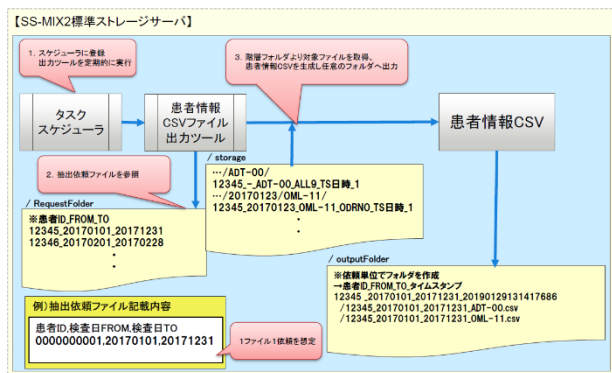 【SS-MIX2標準ストレージサーバ】
1. スケジューラに登録
出力ツールを定期的に実行
3. 階層フォルダより対象ファイルを取得、
患者情報CSVを生成し任意のフォルダへ出力
タスク
スケジューラ
患者情報
CSVファイル
出力ツール
患者情報CSV
2. 抽出依頼ファイルを参照
/ storage
…/ADT-00/
12345_-_ADT-00_ALL9_TS日時_1
…/20170123/OML-11/
12345_20170123_OML-11_ODRNO_TS日時_1
・
・
/ RequestFolder
※患者ID_FROM_TO
12345_20170101_20171231
12346_20170201_20170228
・
・
/ outputFolder
※依頼単位でフォルダを作成
→患者ID_FROM_TO_タイムスタンプ
12345_20170101_20171231_20190129131417686
/12345_20170101_20171231_ADT-00.csv
/12345_20170101_20171231_OML-11.csv
例）抽出依頼ファイル記載内容
患者ID,検査日FROM,検査日TO
0000000001,20170101,20171231
1ファイル1依頼を想定